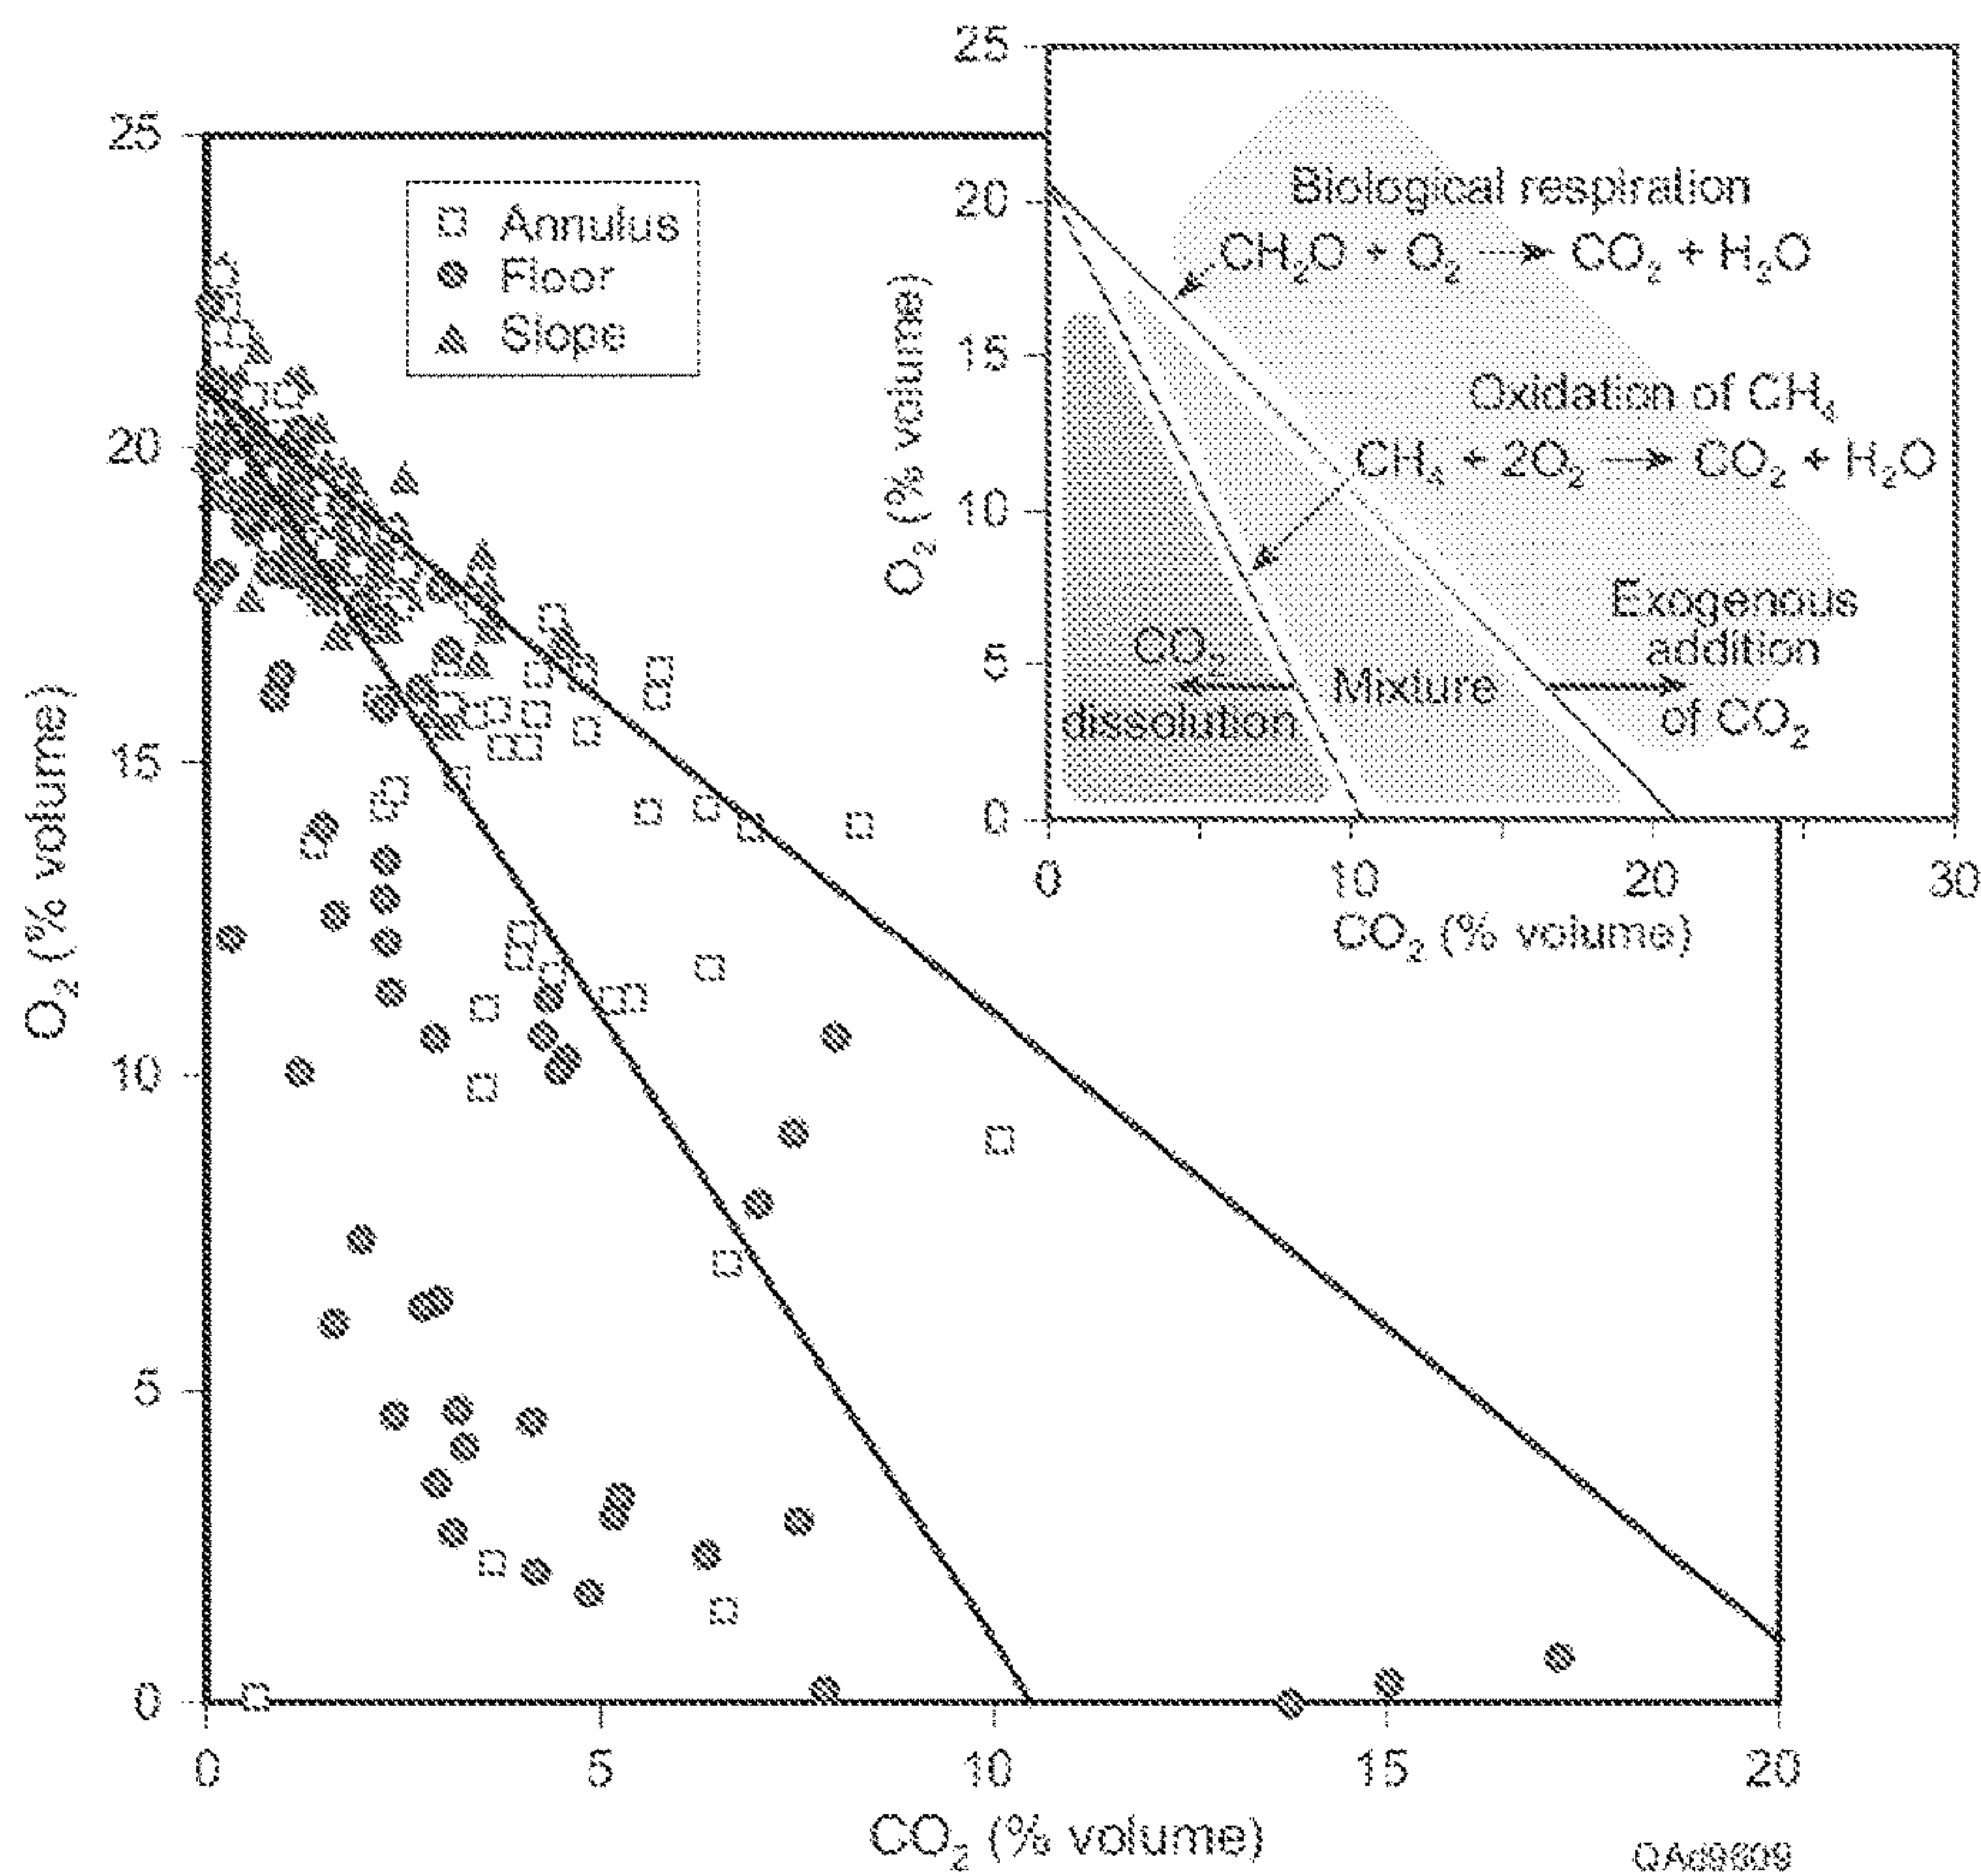 25
20
15
10
5
0
O₂ (% volume)
Annulus
Floor
Slope
0
5
10
15
20
CO₂ (% volume)
25
20
15
10
5
0
O₂ (% volume)
Biological respiration
CH₂O + O₂ → CO₂ + H₂O
Oxidation of CH₄
CH₄ + 2O₂ → CO₂ + H₂O
Exogenous
addition
of CO₂
CO₂
dissolution
Mixture
0
10
20
30
CO₂ (% volume)
QAd9609